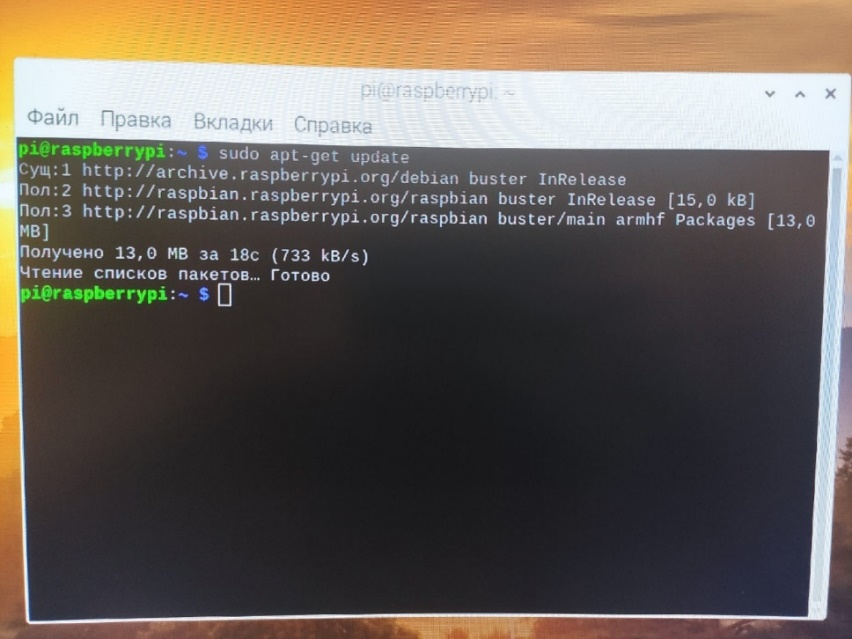 pi@raspberrypi: ~
Файл Правка Вкладки Справка
pi@raspberrypi:~ $ sudo apt-get update
Сущ:1 http://archive.raspberrypi.org/debian buster InRelease
Пол:2 http://raspbian.raspberrypi.org/raspbian buster InRelease [15,0 kB]
Пол:3 http://raspbian.raspberrypi.org/raspbian buster/main armhf Packages [13,0
MB]
Получено 13,0 MB за 18с (733 kB/s)
Чтение списков пакетов… Готово
pi@raspberrypi:~ $